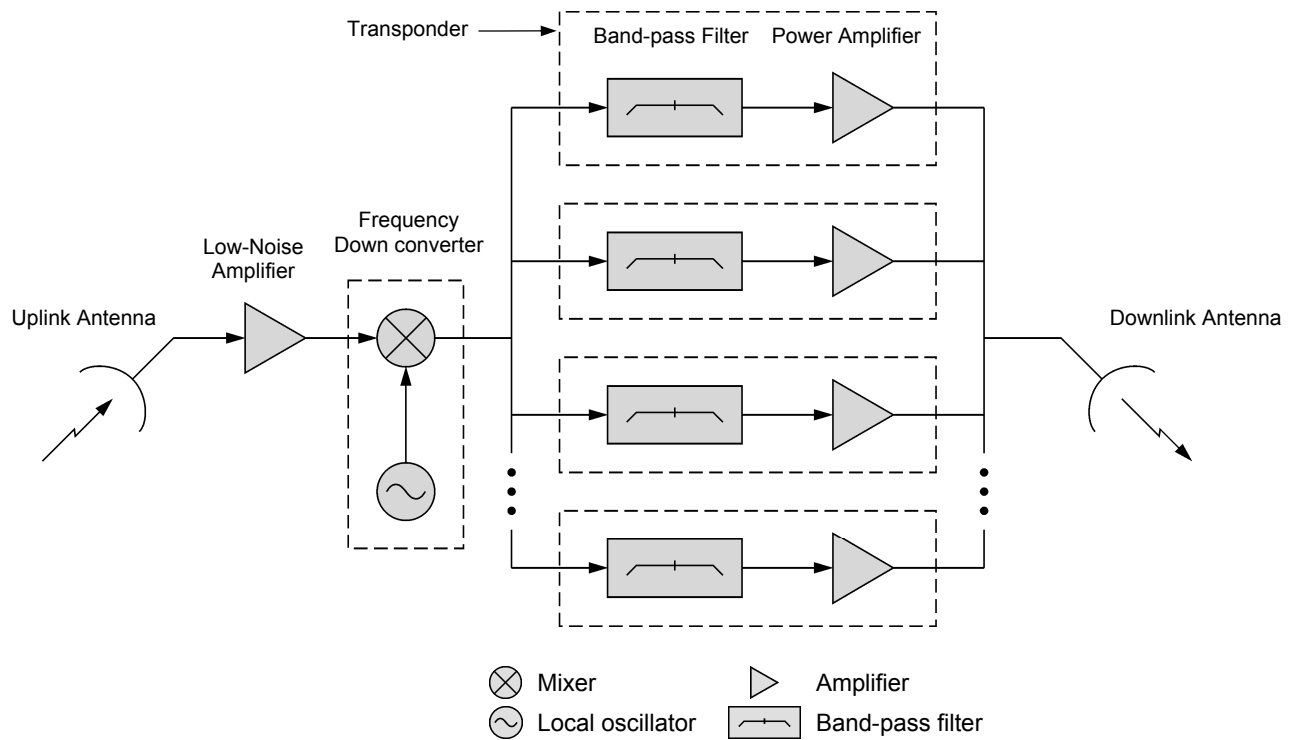 Transponder
Band-pass Filter
Power Amplifier
Frequency
Down converter
Low-Noise
Amplifier
Uplink Antenna
Downlink Antenna
Mixer
Amplifier
Local oscillator
Band-pass filter